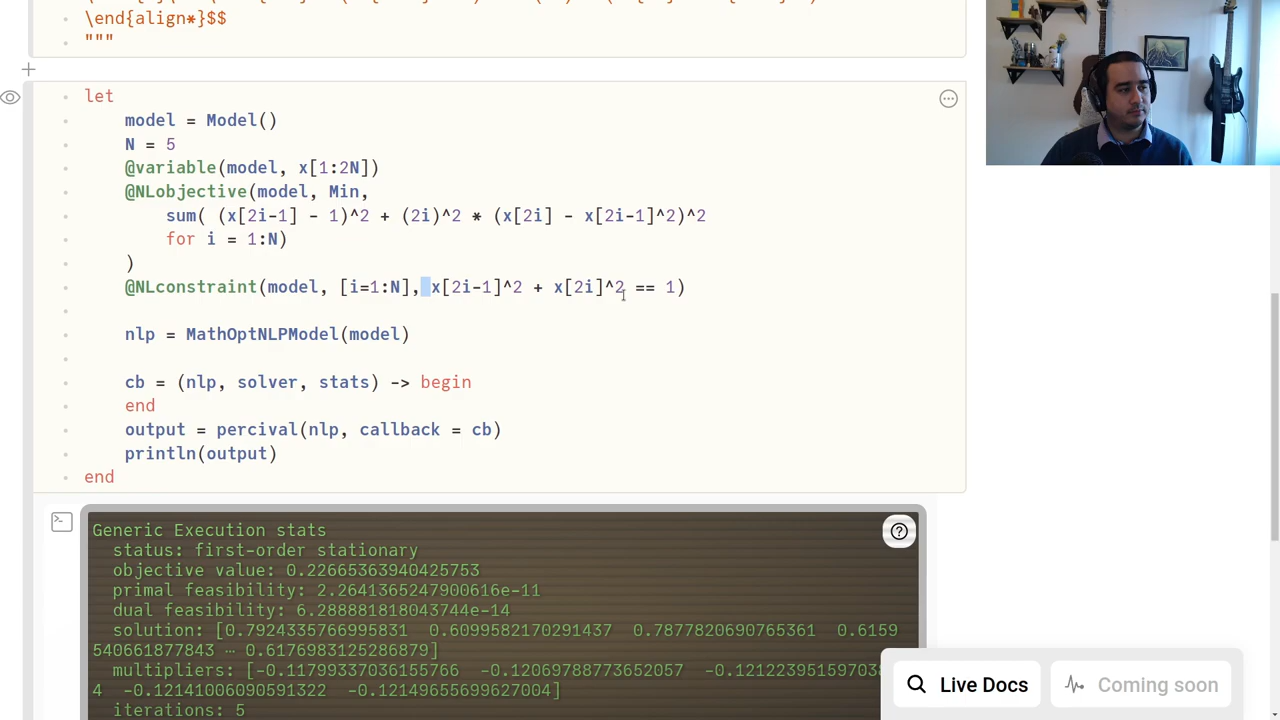 \end{align*}$$
"""
let
model = Model()
N = 5
@variable(model, x[1:2N])
@NLobjective(model, Min,
sum( (x[2i-1] - 1)^2 + (2i)^2 * (x[2i] - x[2i-1]^2)^2
for i = 1:N)
)
@NLconstraint(model, [i=1:N], x[2i-1]^2 + x[2i]^2 == 1)
nlp = MathOptNLPModel(model)
cb = (nlp, solver, stats) -> begin
end
output = percival(nlp, callback = cb)
println(output)
end
Generic Execution stats
status: first-order stationary
objective value: 0.22665363940425753
primal feasibility: 2.2641365247900616e-11
dual feasibility: 6.288881818043744e-14
solution: [0.7924335766995831 0.6099582170291437 0.7877820690765361 0.6159
540661877843 ⋯ 0.6176983125286879]
multipliers: [-0.11799337036155766 -0.12069788773652057 -0.121223951597038
4 -0.12141006090591322 -0.12149655699627004]
iterations: 5
Live Docs
Coming soon